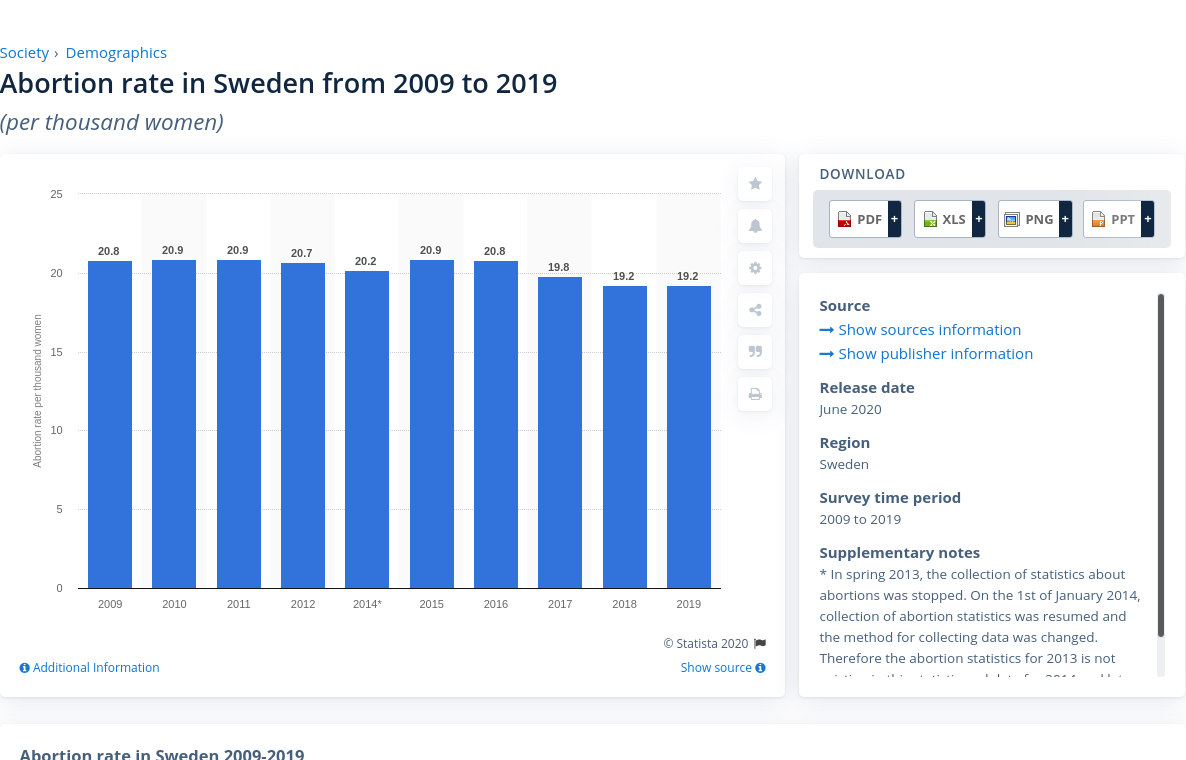 Society › Demographics
Abortion rate in Sweden from 2009 to 2019
(per thousand women)
25
20
15
10
5
0
Abortion rate per thousand women
20.8
20.9
20.9
20.7
20.2
20.9
20.8
19.8
19.2
19.2
2009 2010 2011 2012 2014* 2015 2016 2017 2018 2019
© Statista 2020
Additional Information
Show source
DOWNLOAD
PDF + XLS + PNG + PPT +
Source
Show sources information
Show publisher information
Release date
June 2020
Region
Sweden
Survey time period
2009 to 2019
Supplementary notes
* In spring 2013, the collection of statistics about
abortions was stopped. On the 1st of January 2014,
collection of abortion statistics was resumed and
the method for collecting data was changed.
Therefore the abortion statistics for 2013 is not
Abortion rate in Sweden 2009-2019